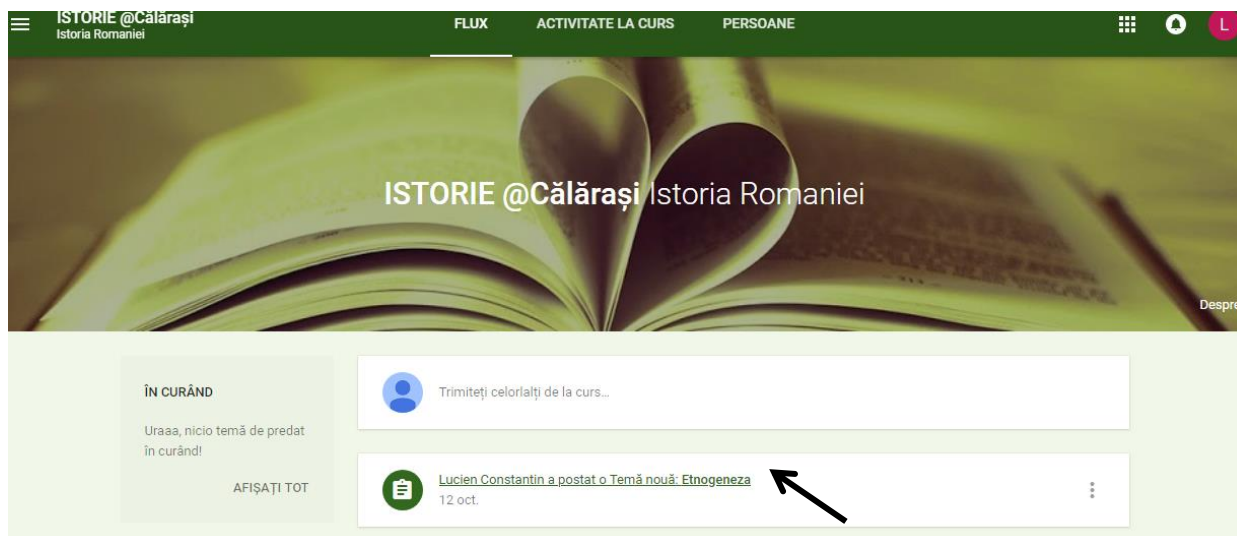 ISTORIE @Călărași
Istoria Romaniei
FLUX
ACTIVITATE LA CURS
PERSOANE
L
ISTORIE @Călărași Istoria Romaniei
Despre
ÎN CURÂND
Uraaa, nicio temă de predat
în curând!
AFIȘAȚI TOT
Trimiteți celorlalți de la curs...
Lucien Constantin a postat o Temă nouă: Etnogeneza
12 oct.